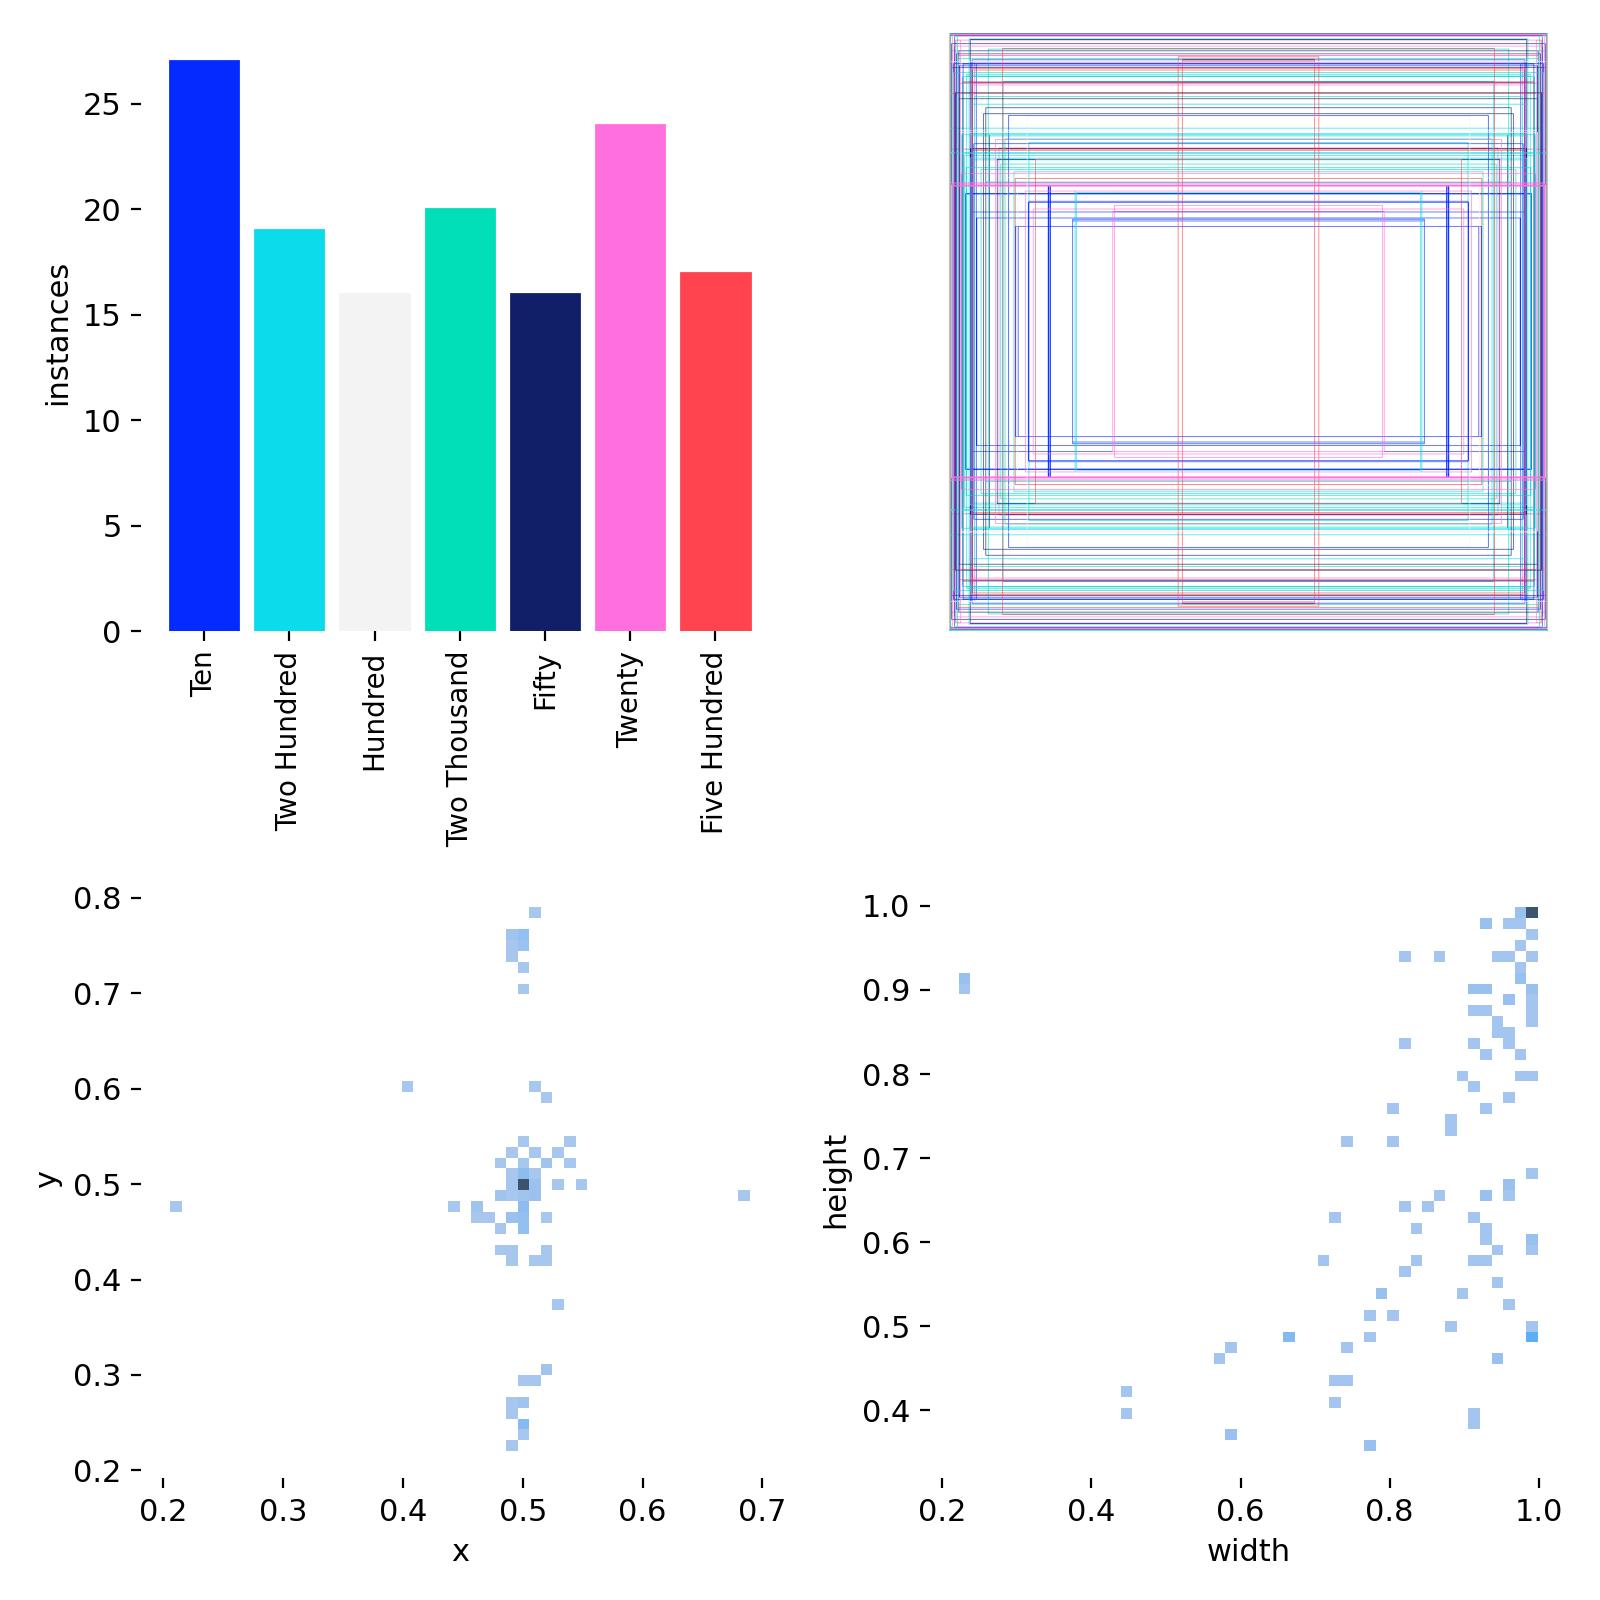 instances
25
20
15
10
5
0
Ten
Two Hundred
Hundred
Two Thousand
Fifty
Twenty
Five Hundred
y
0.8
0.7
0.6
0.5
0.4
0.3
0.2
0.2 0.3 0.4 0.5 0.6 0.7
x
height
1.0
0.9
0.8
0.7
0.6
0.5
0.4
0.2 0.4 0.6 0.8 1.0
width